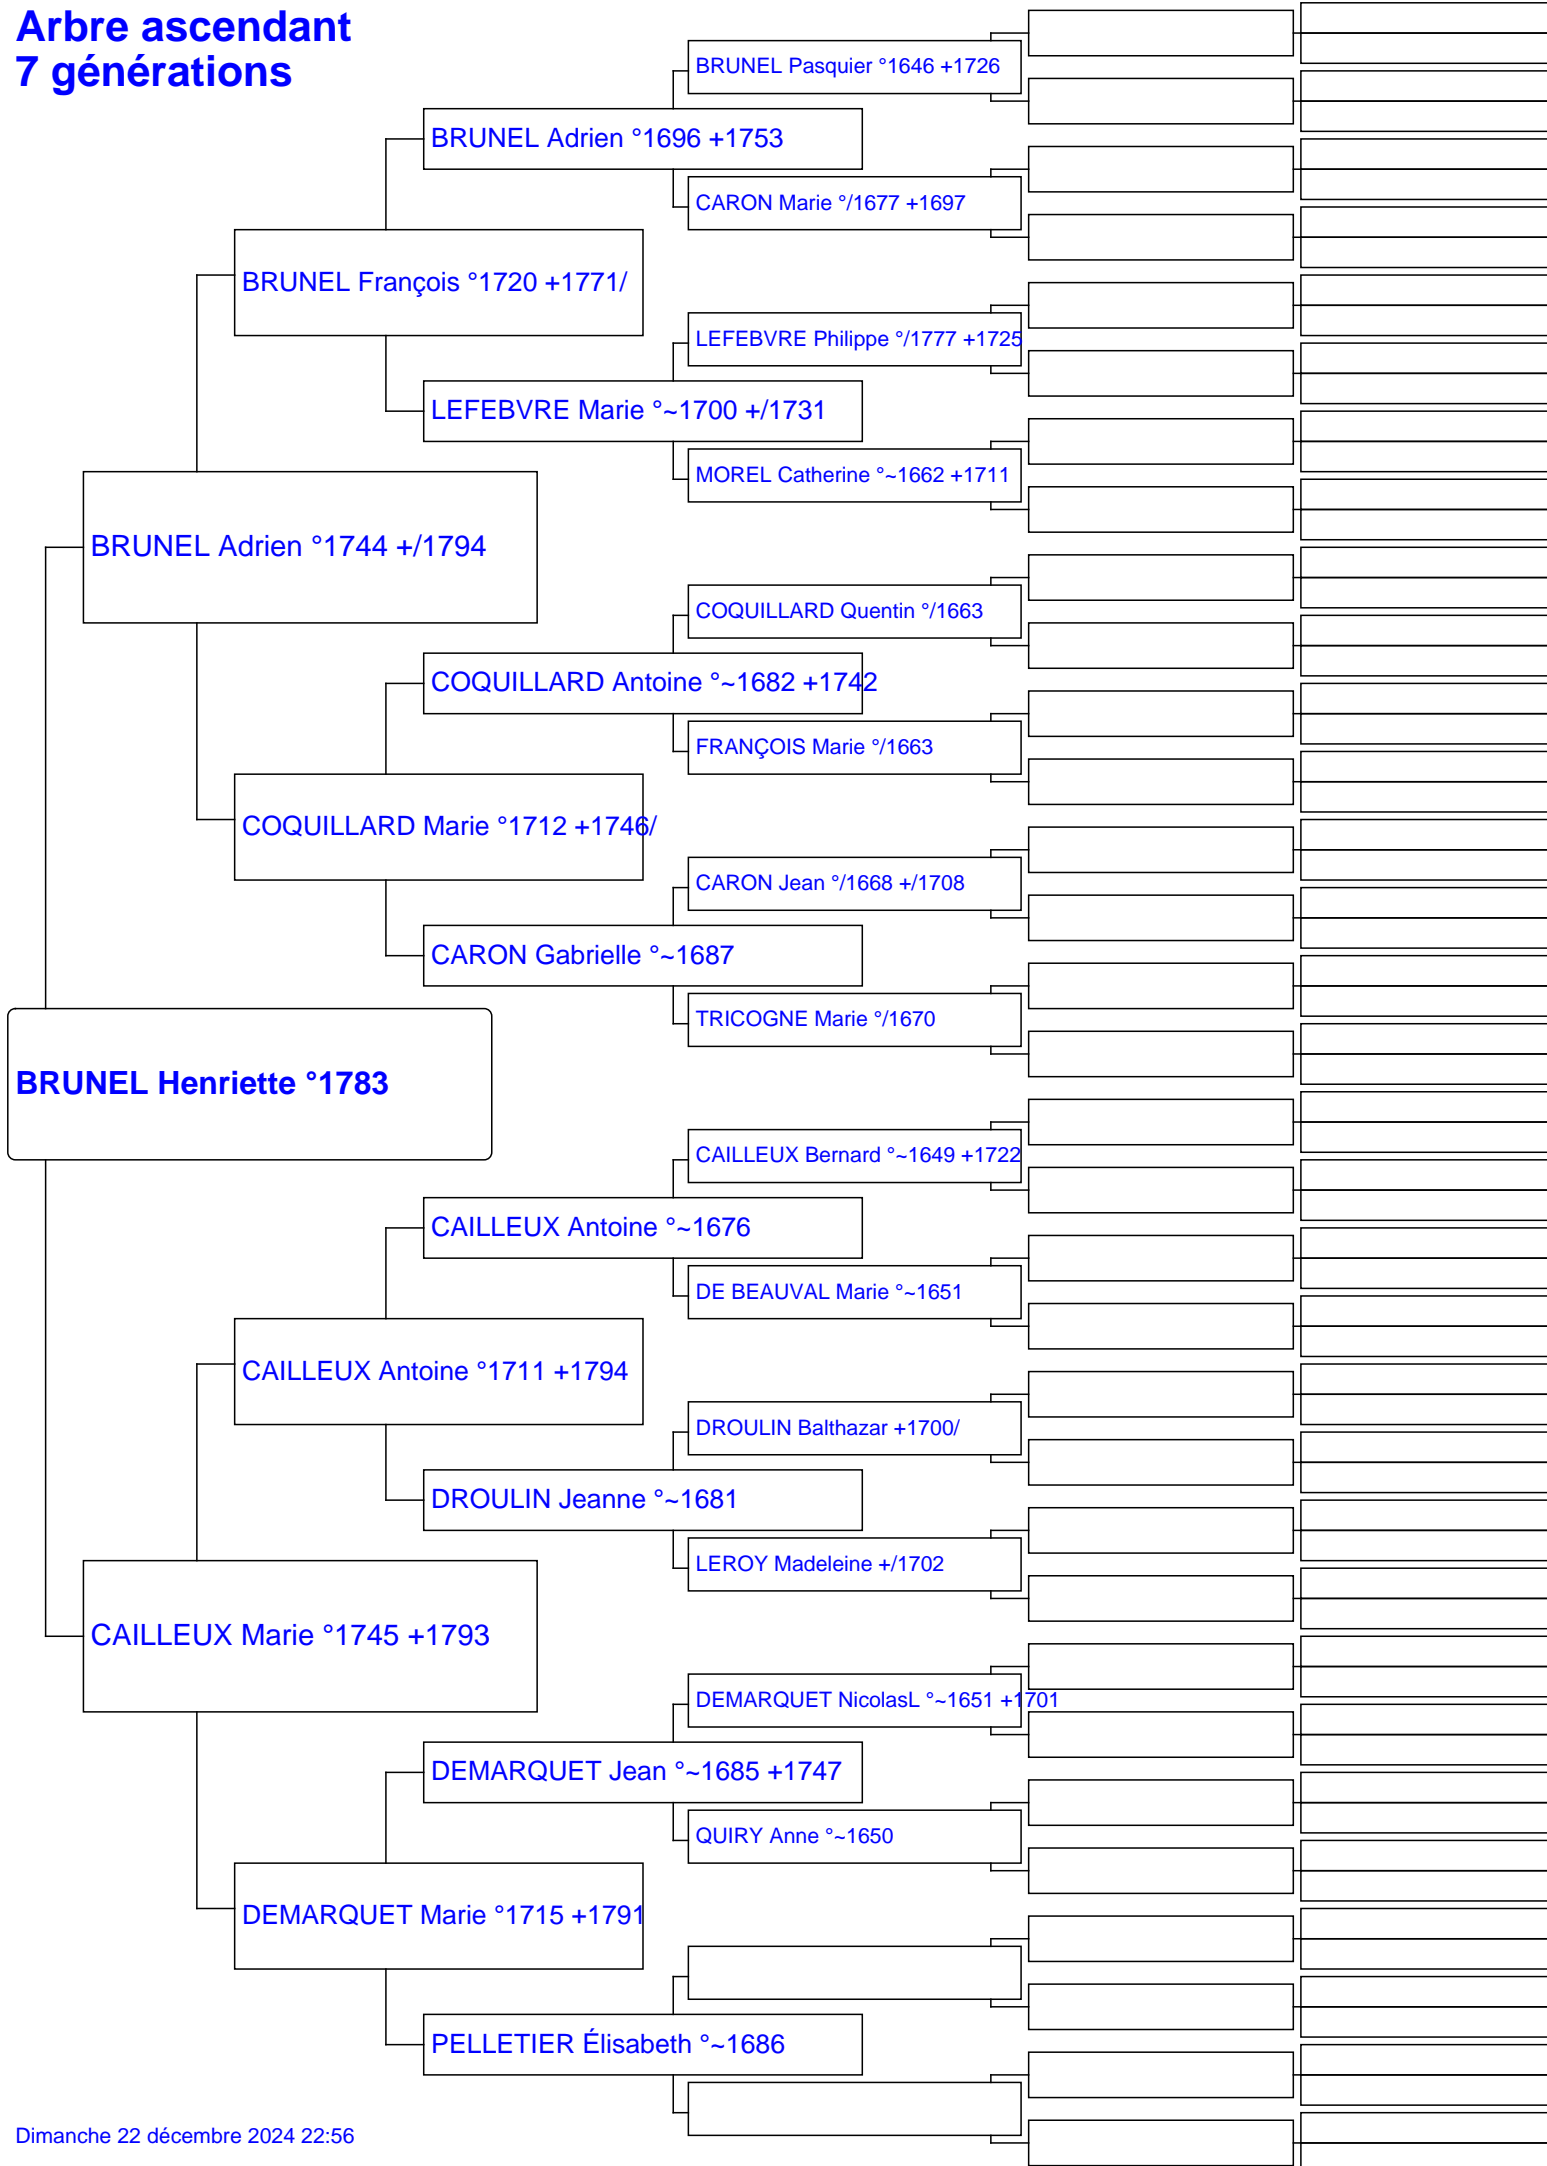 Arbre ascendant
7 générations
BRUNEL Pasquier °1646 +1726
BRUNEL Adrien °1696 +1753
CARON Marie °/1677 +1697
BRUNEL François °1720 +1771/
LEFEBVRE Philippe °/1777 +1725
LEFEBVRE Marie °~1700 +/1731
MOREL Catherine °~1662 +1711
BRUNEL Adrien °1744 +/1794
COQUILLARD Quentin °/1663
COQUILLARD Antoine °~1682 +1742
FRANÇOIS Marie °/1663
COQUILLARD Marie °1712 +1746/
CARON Jean °/1668 +/1708
CARON Gabrielle °~1687
TRICOGNE Marie °/1670
BRUNEL Henriette °1783
CAILLEUX Bernard °~1649 +1722
CAILLEUX Antoine °~1676
DE BEAUVAL Marie °~1651
CAILLEUX Antoine °1711 +1794
DROULIN Balthazar +1700/
DROULIN Jeanne °~1681
LEROY Madeleine +/1702
CAILLEUX Marie °1745 +1793
DEMARQUET NicolasL °~1651 +1701
DEMARQUET Jean °~1685 +1747
QUIRY Anne °~1650
DEMARQUET Marie °1715 +1791
PELLETIER Élisabeth °~1686
Dimanche 22 décembre 2024 22:56